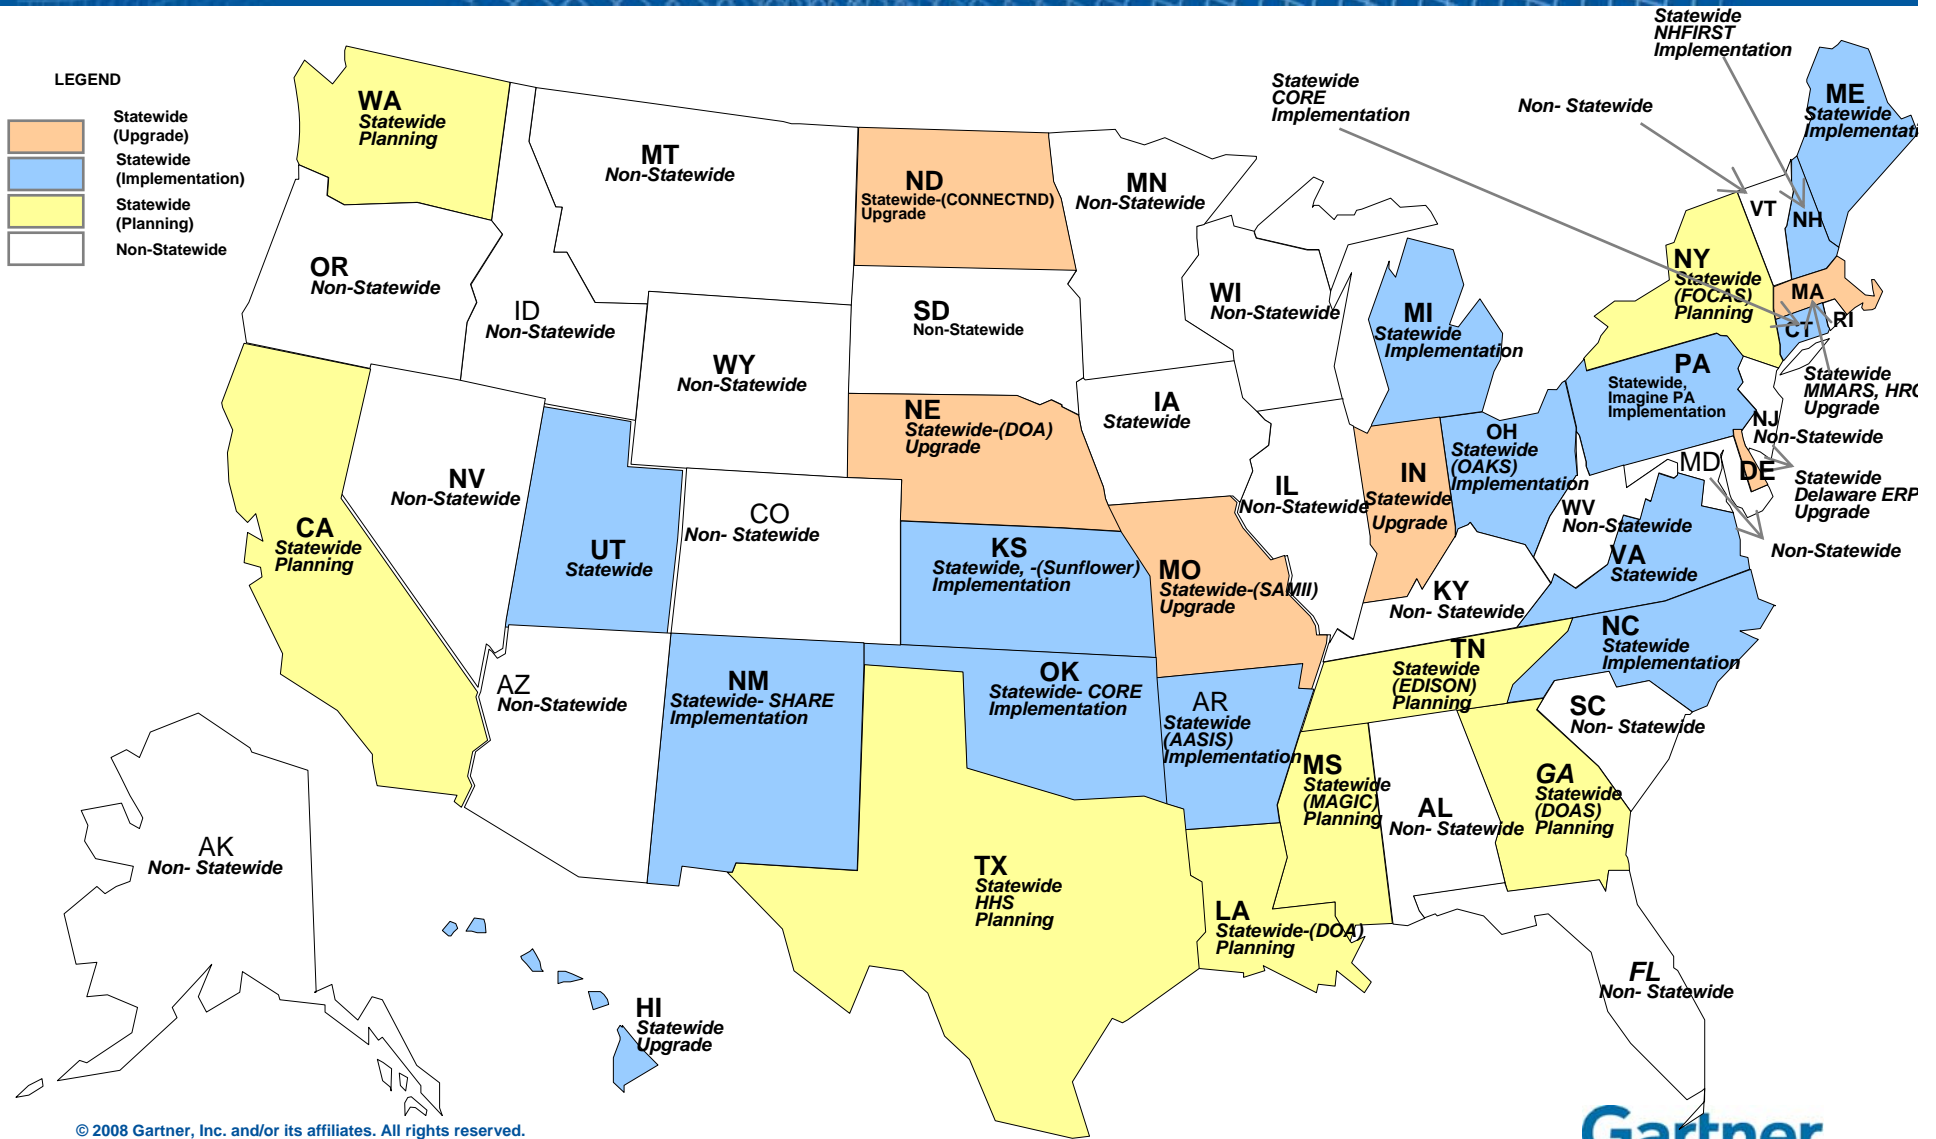 LEGEND
Statewide
(Upgrade)
Statewide
(Implementation)
Statewide
(Planning)
Non-Statewide
WA
Statewide
Planning
MT
Non-Statewide
ND
Statewide-(CONNECTND)
Upgrade
MN
Non-Statewide
Statewide
CORE
Implementation
Non- Statewide
Statewide
NHFIRST
Implementation
ME
Statewide
Implementati
OR
Non-Statewide
ID
Non-Statewide
WY
Non-Statewide
SD
Non-Statewide
WI
Non-Statewide
MI
Statewide
Implementation
NY
Statewide
(FOCAS)
Planning
VT
NH
MA
CT
RI
Statewide
MMARS, HRC
Upgrade
CA
Statewide
Planning
NV
Non-Statewide
UT
Statewide
CO
Non- Statewide
NE
Statewide-(DOA)
Upgrade
IA
Statewide
IL
Non-Statewide
IN
Statewide
Upgrade
OH
Statewide
(OAKS)
Implementation
PA
Statewide,
Imagine PA
Implementation
NJ
Non-Statewide
MD
DE
Statewide
Delaware ERP
Upgrade
Non-Statewide
WV
Non-Statewide
VA
Statewide
KS
Statewide, -(Sunflower)
Implementation
MO
Statewide-(SAMII)
Upgrade
KY
Non- Statewide
NC
Statewide
Implementation
TN
Statewide
(EDISON)
Planning
AZ
Non-Statewide
NM
Statewide- SHARE
Implementation
OK
Statewide- CORE
Implementation
AR
Statewide
(AASIS)
Implementation
SC
Non- Statewide
MS
Statewide
(MAGIC)
Planning
AL
Non- Statewide
GA
Statewide
(DOAS)
Planning
AK
Non- Statewide
TX
Statewide
HHS
Planning
LA
Statewide-(DOA)
Planning
FL
Non- Statewide
HI
Statewide
Upgrade
© 2008 Gartner, Inc. and/or its affiliates. All rights reserved.
Gartner